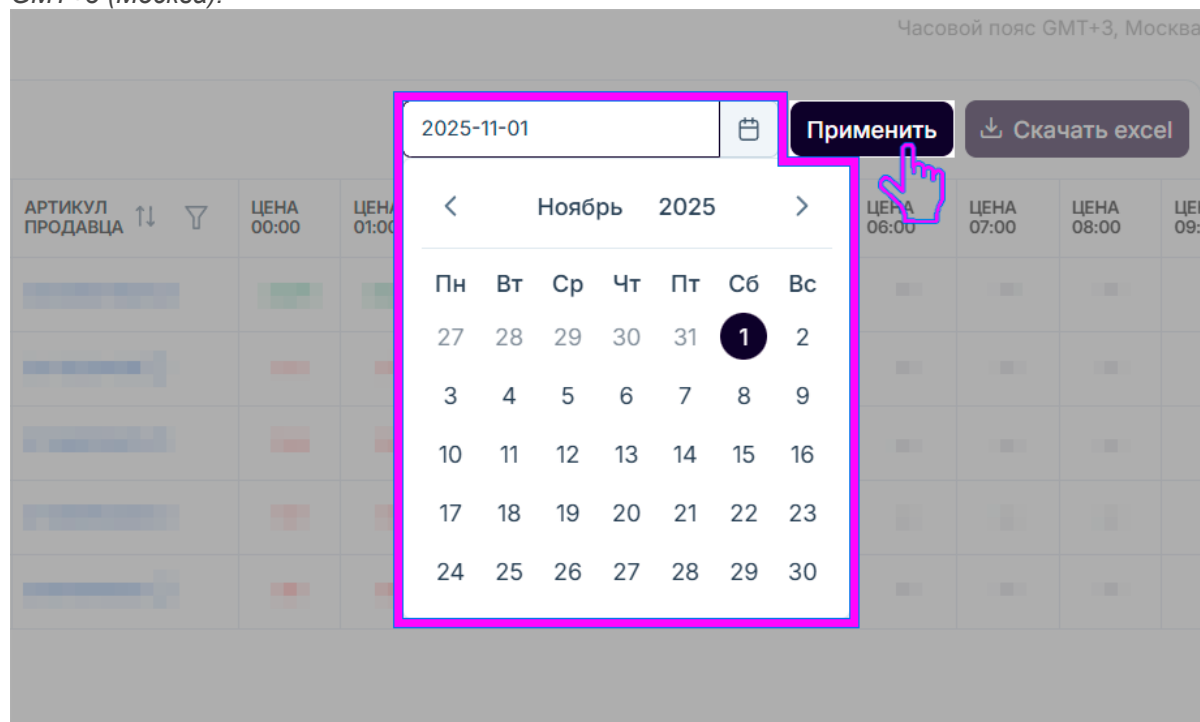 GMT+3 (Москва).
Часовой пояс GMT+3, Москва
2025-11-01
Применить
Скачать excel
АРТИКУЛ ПРОДАВЦА
ЦЕНА 00:00
ЦЕНА 01:00
Ноябрь 2025
ЦЕНА 06:00
ЦЕНА 07:00
ЦЕНА 08:00
Пн Вт Ср Чт Пт Сб Вс
27 28 29 30 31 1 2
3 4 5 6 7 8 9
10 11 12 13 14 15 16
17 18 19 20 21 22 23
24 25 26 27 28 29 30